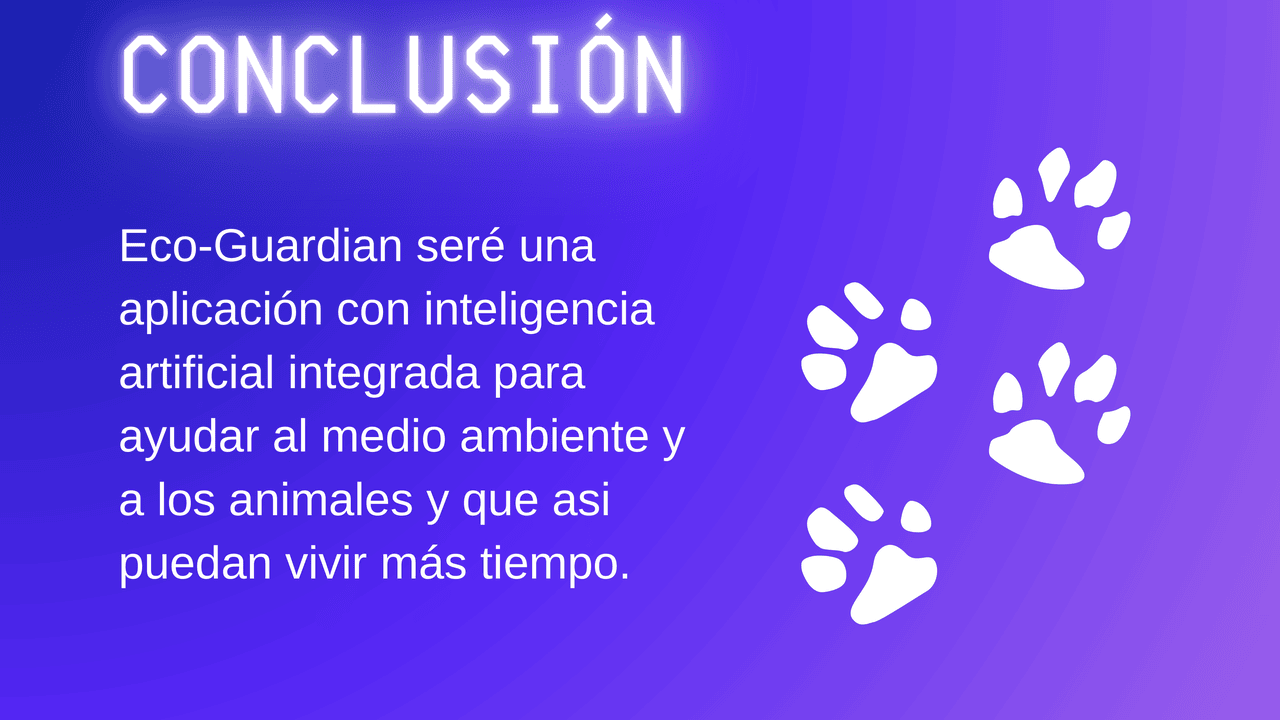 CONCLUSIÓN
Eco-Guardian seré una
aplicación con inteligencia
artificial integrada para
ayudar al medio ambiente y
a los animales y que asi
puedan vivir más tiempo.